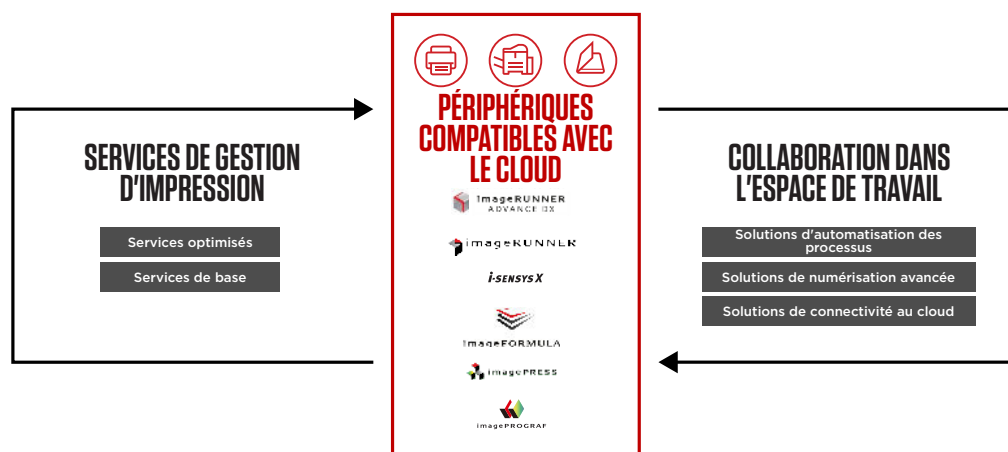 SERVICES DE GESTION
D'IMPRESSION
Services optimisés
Services de base
PÉRIPHÉRIQUES
COMPATIBLES AVEC
LE CLOUD
imageRUNNER
ADVANCE DX
imageRUNNER
i-SENSYS X
imageFORMULA
imagePRESS
imagePROGRAF
COLLABORATION DANS
L'ESPACE DE TRAVAIL
Solutions d'automatisation des
processus
Solutions de numérisation avancée
Solutions de connectivité au cloud